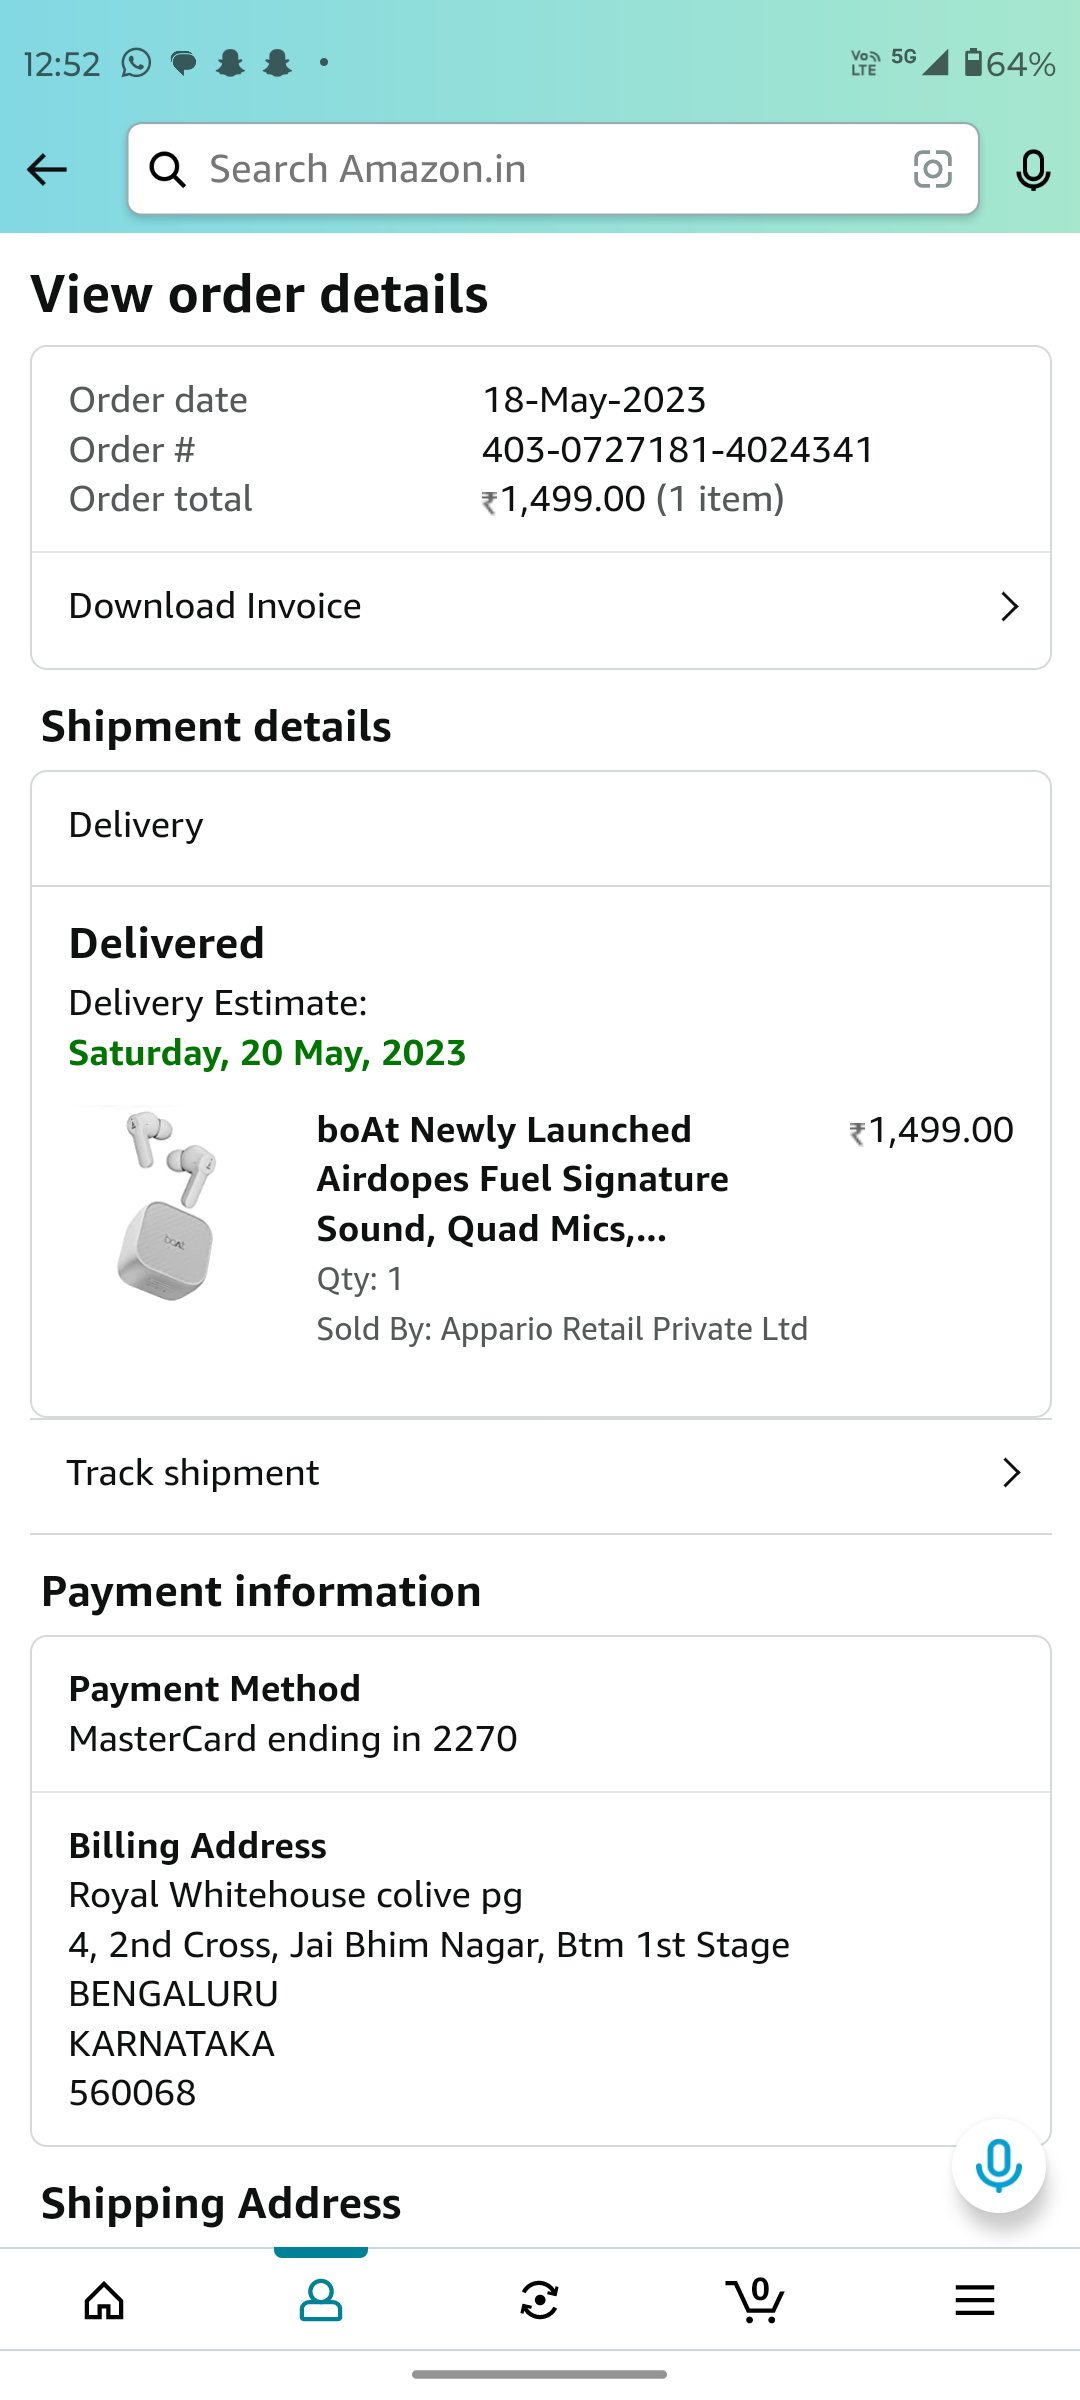 12:52
Vo)) LTE 5G 64%
Search Amazon.in
View order details
Order date 18-May-2023
Order # 403-0727181-4024341
Order total ₹1,499.00 (1 item)
Download Invoice
Shipment details
Delivery
Delivered
Delivery Estimate:
Saturday, 20 May, 2023
boAt
boAt Newly Launched ₹1,499.00
Airdopes Fuel Signature
Sound, Quad Mics,...
Qty: 1
Sold By: Appario Retail Private Ltd
Track shipment
Payment information
Payment Method
MasterCard ending in 2270
Billing Address
Royal Whitehouse colive pg
4, 2nd Cross, Jai Bhim Nagar, Btm 1st Stage
BENGALURU
KARNATAKA
560068
Shipping Address
0